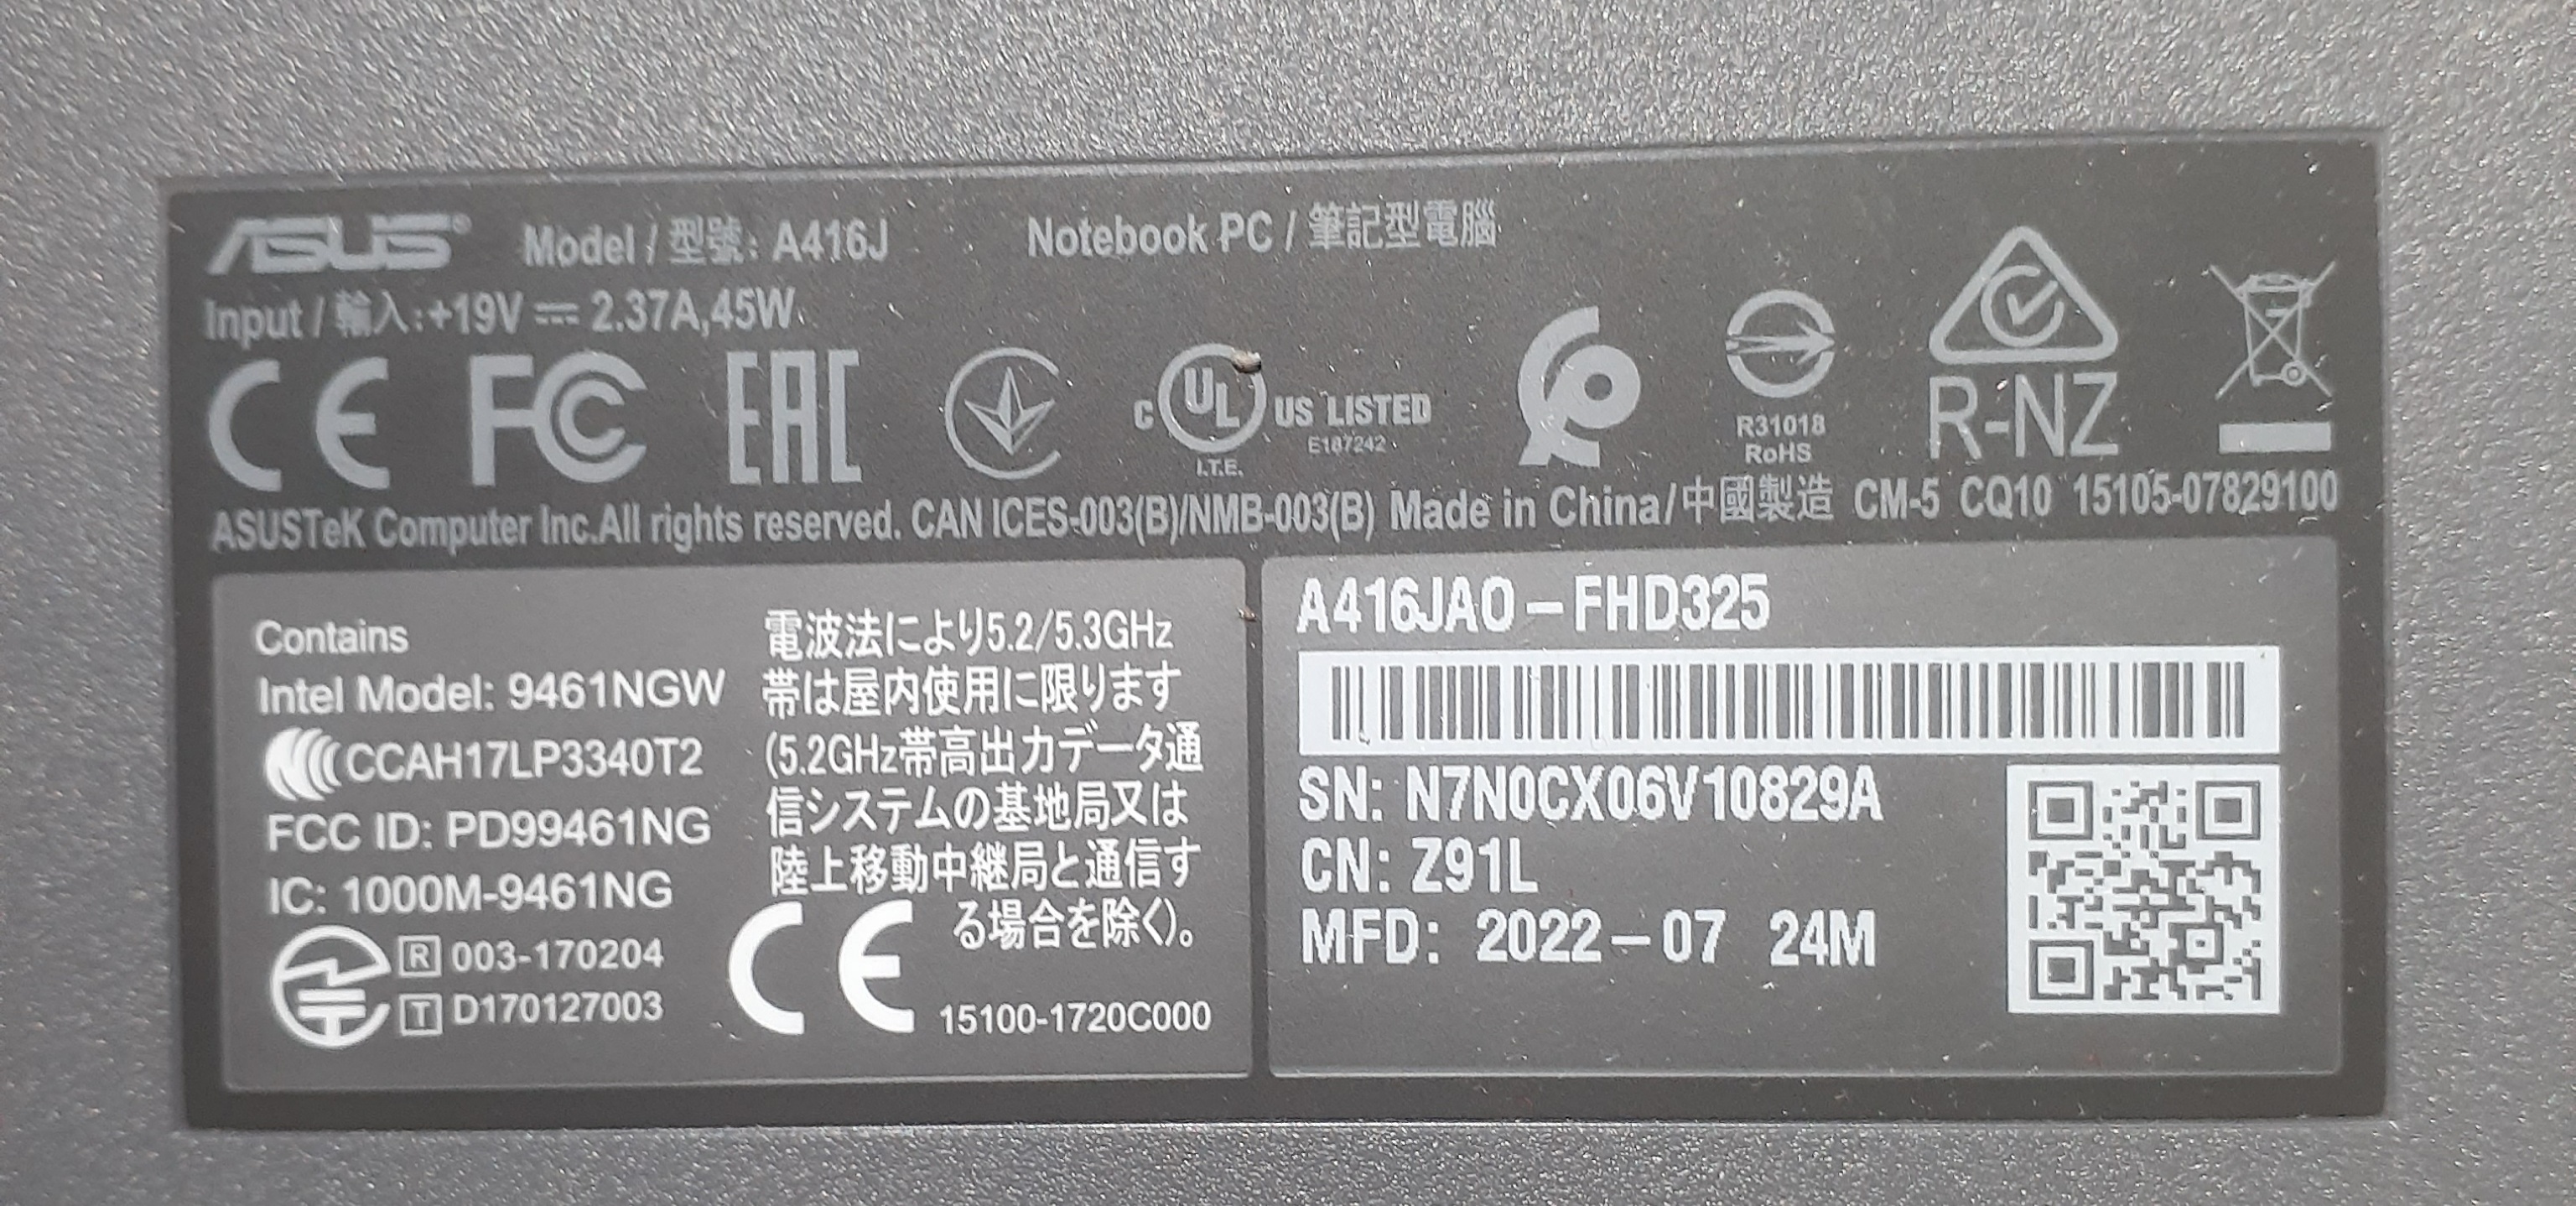 ASUS® Model / 型號: A416J Notebook PC / 筆記型電腦
Input / 輸入:+19V ⎓ 2.37A,45W
CE FC EAC
C UL US LISTED
I.T.E. E187242
R31018
RoHS
R-NZ
ASUSTeK Computer Inc.All rights reserved. CAN ICES-003(B)/NMB-003(B) Made in China/中國製造 CM-5 CQ10 15105-07829100
Contains
Intel Model: 9461NGW
CCAH17LP3340T2
FCC ID: PD99461NG
IC: 1000M-9461NG
R 003-170204
T D170127003
電波法により5.2/5.3GHz
帯は屋内使用に限ります
(5.2GHz帯高出力データ通
信システムの基地局又は
陸上移動中継局と通信す
る場合を除く)。
CE
15100-1720C000
A416JAO-FHD325
SN: N7N0CX06V10829A
CN: Z91L
MFD: 2022-07 24M